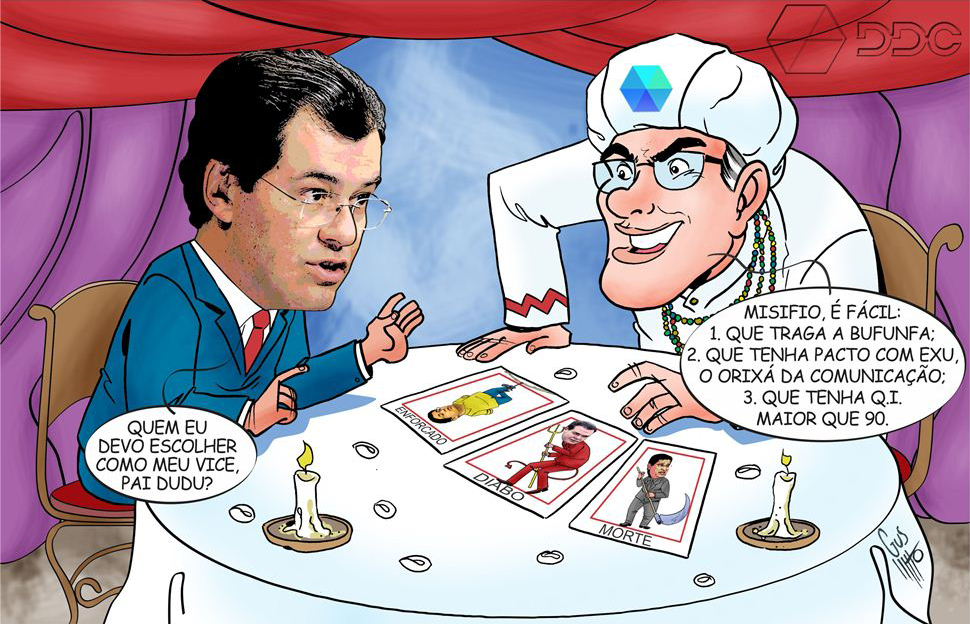 DDC
QUEM EU
DEVO ESCOLHER
COMO MEU VICE,
PAI DUDU?
MISIFIO, É FÁCIL:
1. QUE TRAGA A BUFUNFA;
2. QUE TENHA PACTO COM EXU,
O ORIXÁ DA COMUNICAÇÃO;
3. QUE TENHA Q.I.
MAIOR QUE 90.
ENFORCADO
DIABO
MORTE